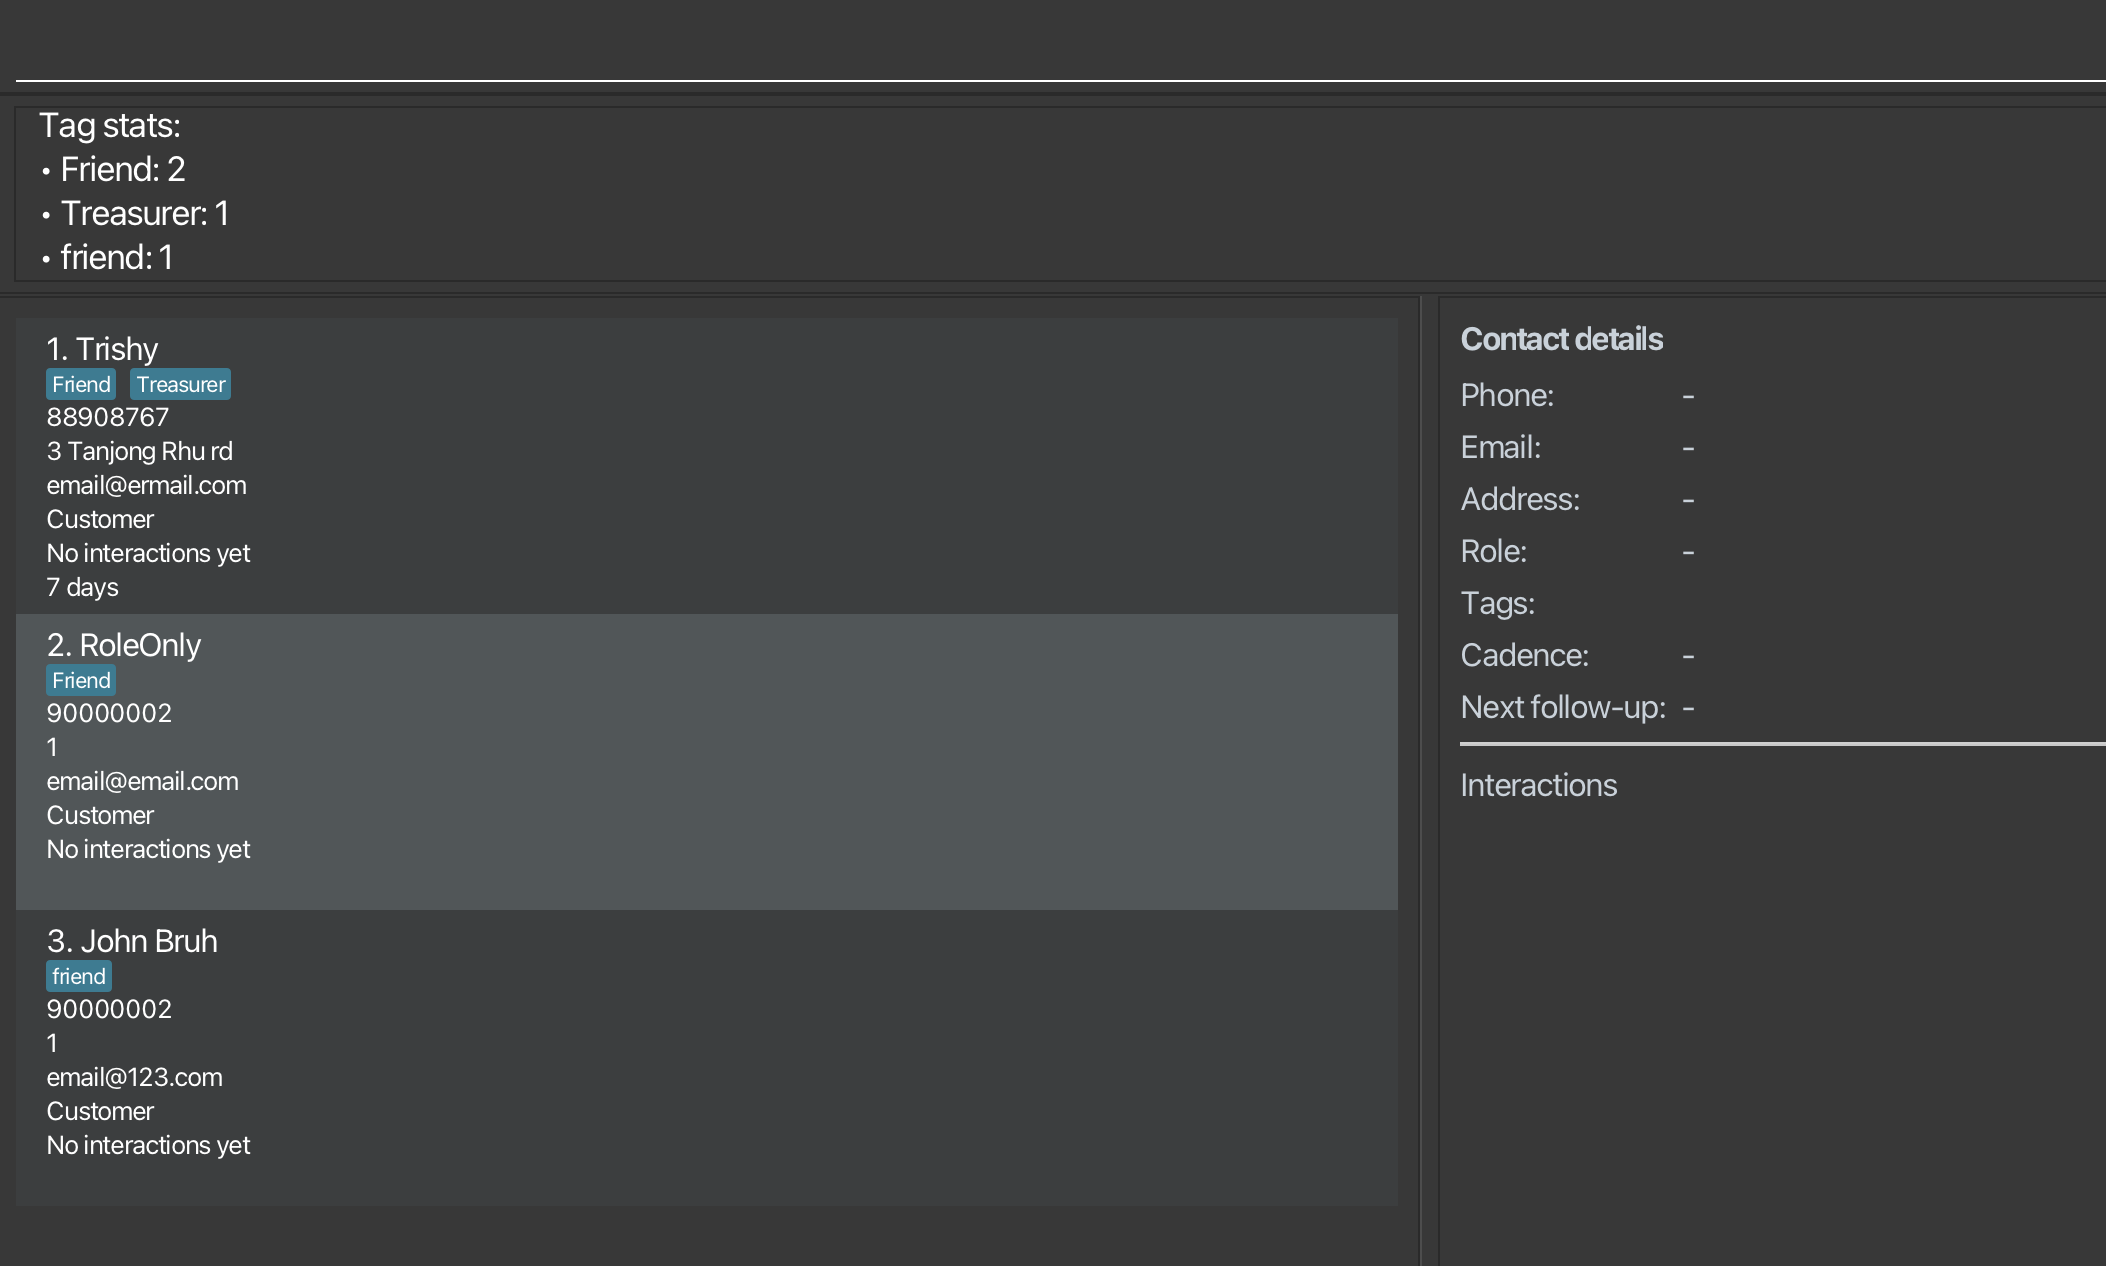 Tag stats:
• Friend: 2
• Treasurer: 1
• friend: 1
1. Trishy
Friend Treasurer
88908767
3 Tanjong Rhu rd
email@ermail.com
Customer
No interactions yet
7 days
2. RoleOnly
Friend
90000002
1
email@email.com
Customer
No interactions yet
3. John Bruh
friend
90000002
1
email@123.com
Customer
No interactions yet
Contact details
Phone: -
Email: -
Address: -
Role: -
Tags:
Cadence: -
Next follow-up: -
Interactions